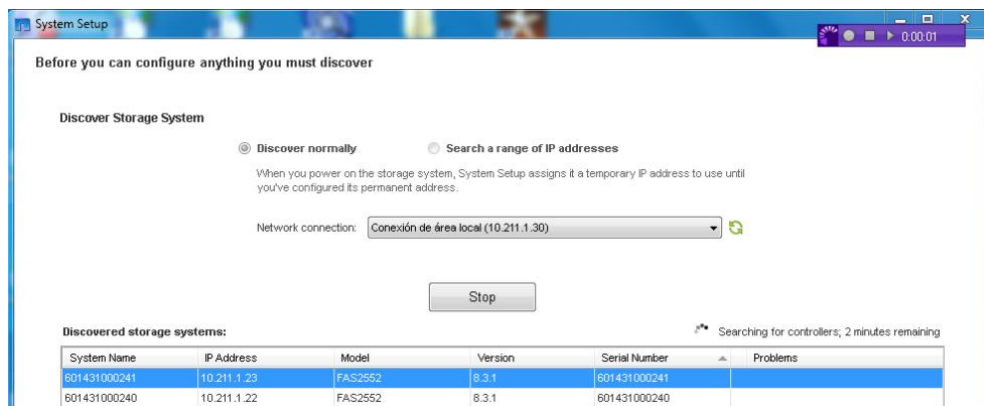 System Setup
0:00:01
Before you can configure anything you must discover
Discover Storage System
Discover normally Search a range of IP addresses
When you power on the storage system, System Setup assigns it a temporary IP address to use until
you've configured its permanent address.
Network connection: Conexión de área local (10.211.1.30)
Stop
Discovered storage systems: Searching for controllers; 2 minutes remaining
System Name IP Address Model Version Serial Number Problems
601431000241 10.211.1.23 FAS2552 8.3.1 601431000241
601431000240 10.211.1.22 FAS2552 8.3.1 601431000240